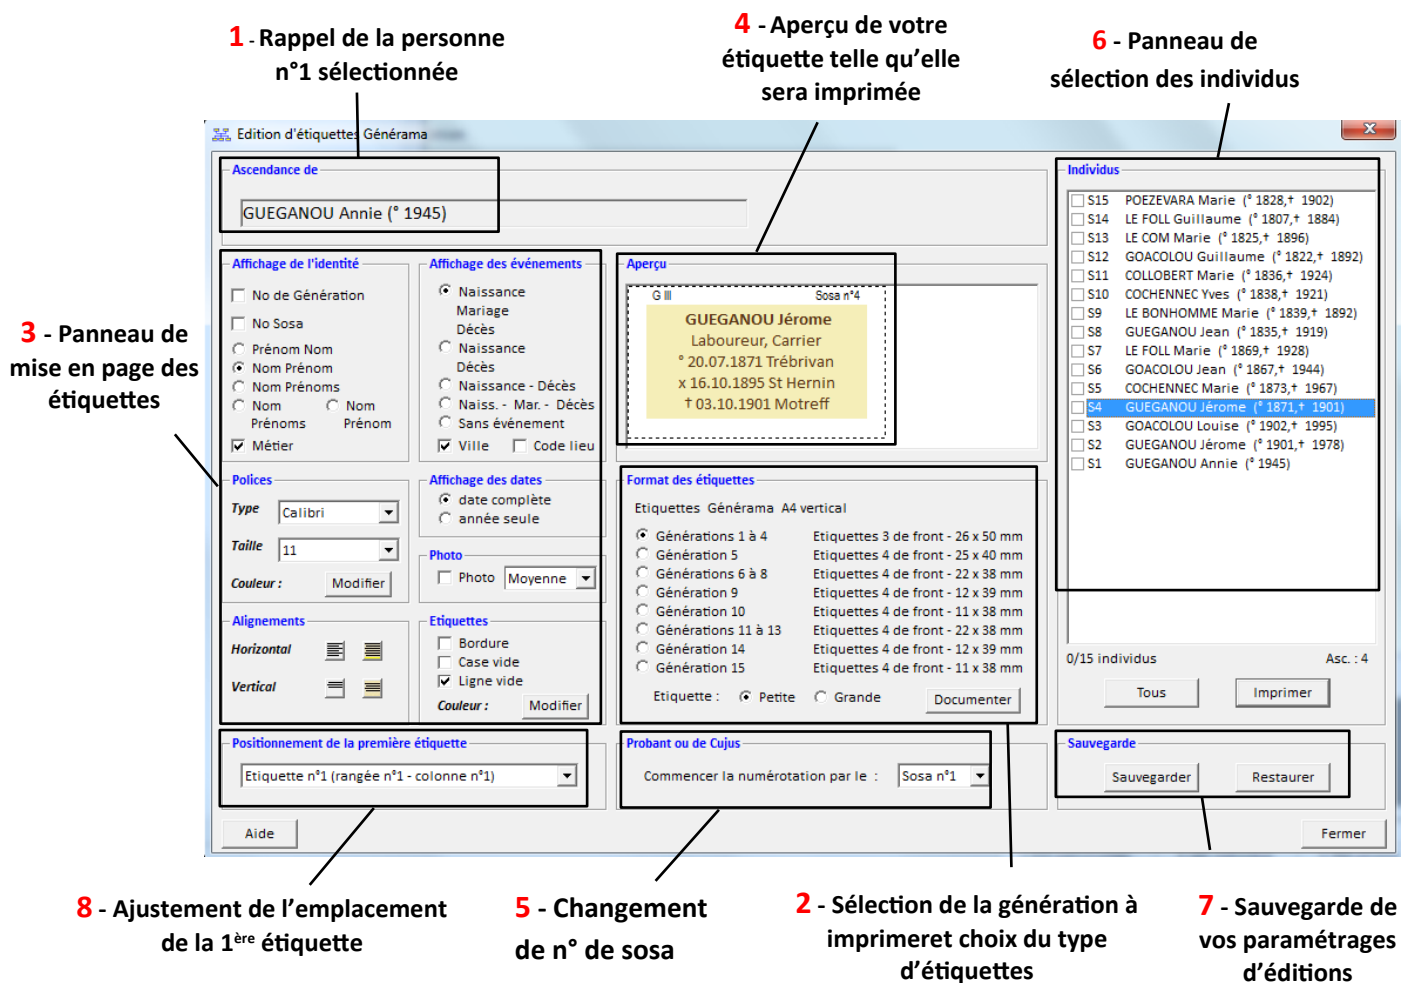 1 - Rappel de la personne
n°1 sélectionnée
4 - Aperçu de votre
étiquette telle qu'elle
sera imprimée
6 - Panneau de
sélection des individus
Edition d'étiquettes Générama
Ascendance de
GUEGANOU Annie (° 1945)
3 - Panneau de
mise en page des
étiquettes
Affichage de l'identité
No de Génération
No Sosa
Prénom Nom
Nom Prénom
Nom Prénoms
Nom Nom
Prénoms Prénom
Métier
Affichage des événements
Naissance
Mariage
Décès
Naissance
Décès
Naissance - Décès
Naiss. - Mar. - Décès
Sans événement
Ville Code lieu
Aperçu
G III Sosa n°4
GUEGANOU Jérome
Laboureur, Carrier
° 20.07.1871 Trébrivan
x 16.10.1895 St Hernin
† 03.10.1901 Motreff
Individus
S15 POEZEVARA Marie (° 1828,† 1902)
S14 LE FOLL Guillaume (° 1807,† 1884)
S13 LE COM Marie (° 1825,† 1896)
S12 GOACOLOU Guillaume (° 1822,† 1892)
S11 COLLOBERT Marie (° 1836,† 1924)
S10 COCHENNEC Yves (° 1838,† 1921)
S9 LE BONHOMME Marie (° 1839,† 1892)
S8 GUEGANOU Jean (° 1835,† 1919)
S7 LE FOLL Marie (° 1869,† 1928)
S6 GOACOLOU Jean (° 1867,† 1944)
S5 COCHENNEC Marie (° 1873,† 1967)
S4 GUEGANOU Jérome (° 1871,† 1901)
S3 GOACOLOU Louise (° 1902,† 1995)
S2 GUEGANOU Jérome (° 1901,† 1978)
S1 GUEGANOU Annie (° 1945)
0/15 individus Asc. : 4
Tous Imprimer
Polices
Type Calibri
Taille 11
Couleur : Modifier
Affichage des dates
date complète
année seule
Photo
Photo Moyenne
Alignements
Horizontal
Vertical
Etiquettes
Bordure
Case vide
Ligne vide
Couleur : Modifier
Format des étiquettes
Etiquettes Générama A4 vertical
Générations 1 à 4 Etiquettes 3 de front - 26 x 50 mm
Génération 5 Etiquettes 4 de front - 25 x 40 mm
Générations 6 à 8 Etiquettes 4 de front - 22 x 38 mm
Génération 9 Etiquettes 4 de front - 12 x 39 mm
Génération 10 Etiquettes 4 de front - 11 x 38 mm
Générations 11 à 13 Etiquettes 4 de front - 22 x 38 mm
Génération 14 Etiquettes 4 de front - 12 x 39 mm
Génération 15 Etiquettes 4 de front - 11 x 38 mm
Etiquette : Petite Grande Documenter
Positionnement de la première étiquette
Etiquette n°1 (rangée n°1 - colonne n°1)
Probant ou de Cujus
Commencer la numérotation par le : Sosa n°1
Sauvegarde
Sauvegarder Restaurer
Aide Fermer
8 - Ajustement de l'emplacement
de la 1ère étiquette
5 - Changement
de n° de sosa
2 - Sélection de la génération à
imprimeret choix du type
d'étiquettes
7 - Sauvegarde de
vos paramétrages
d'éditions